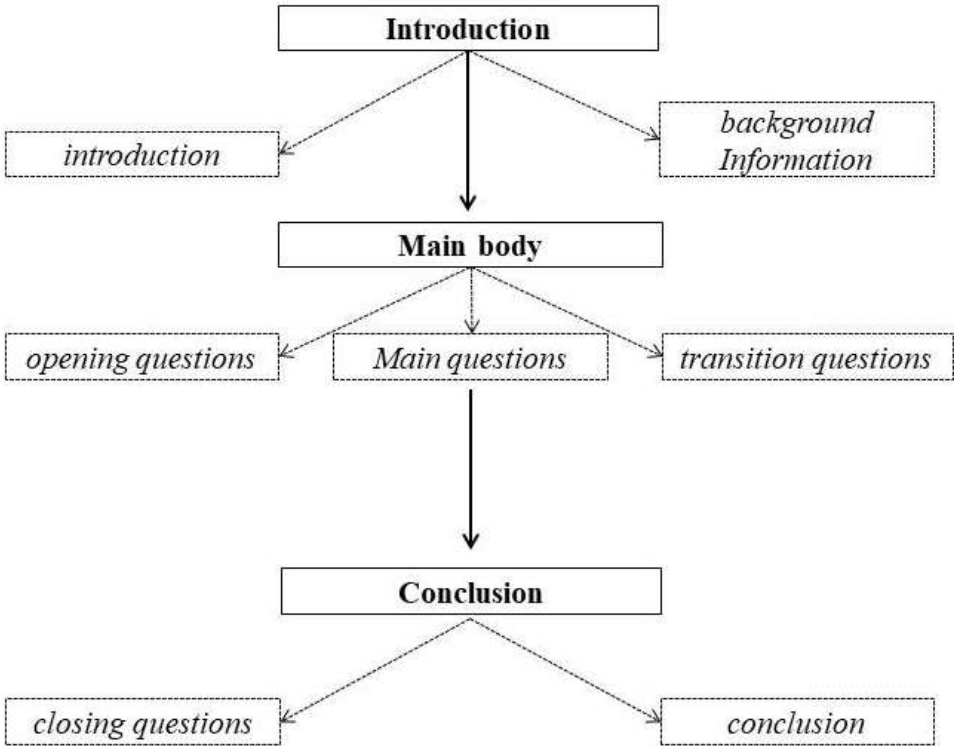 Introduction
introduction
background
Information
Main body
opening questions
Main questions
transition questions
Conclusion
closing questions
conclusion